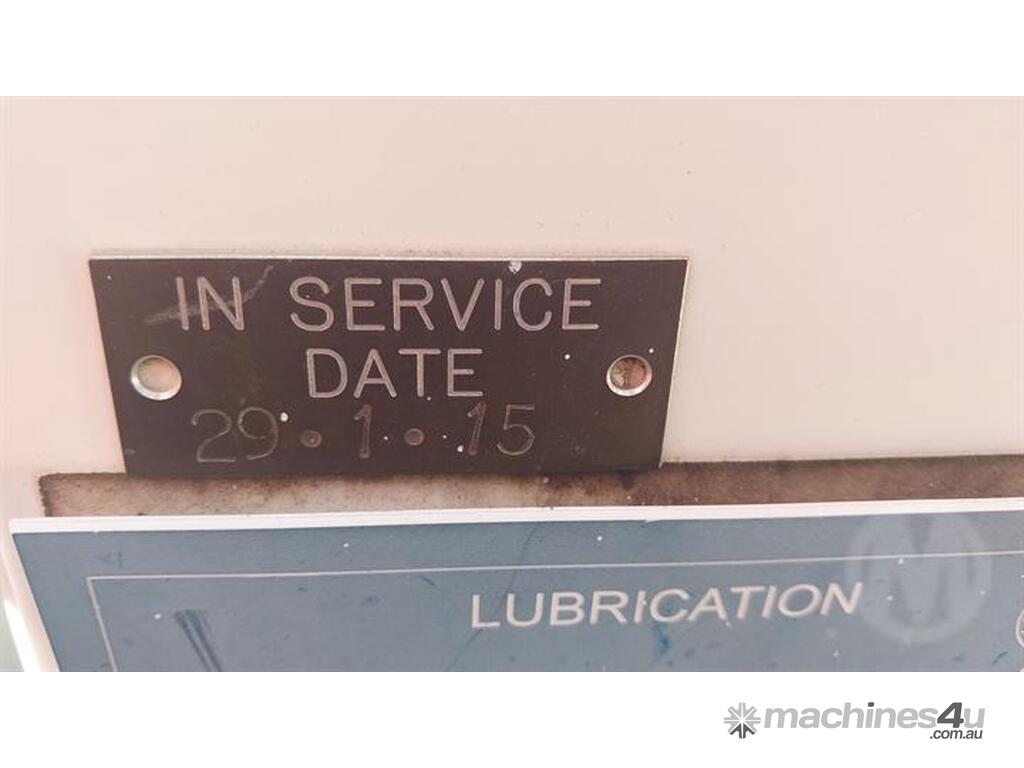 IN SERVICE
DATE
29 • 1 • 15
LUBRICATION
machines4u
.com.au